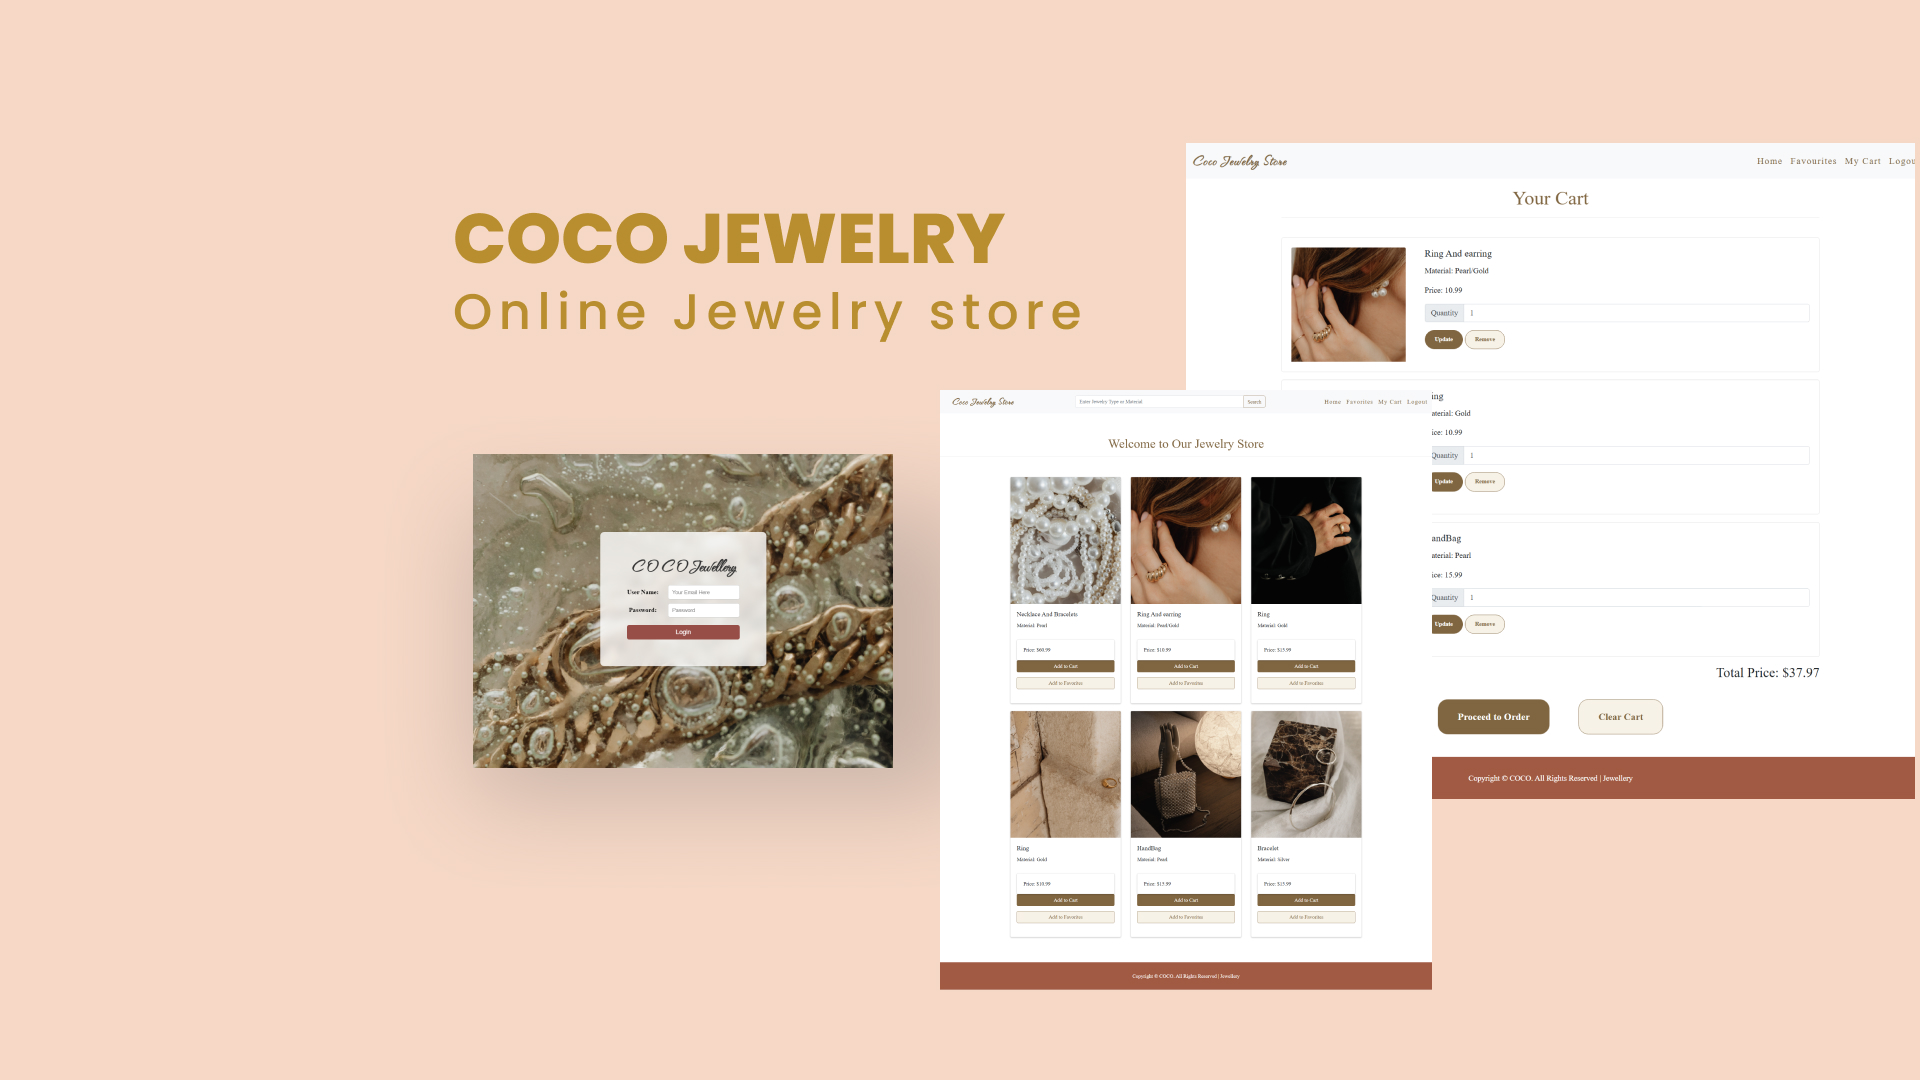 COCO JEWELRY
Online Jewelry store
COCO Jewellery
User Name: Your Email Here
Password: Password
Login
Coco Jewelry Store
Enter Jewelry Type or Material Search
Home Favorites My Cart Logout
Welcome to Our Jewelry Store
Necklace And Bracelets
Material: Pearl
Price: $60.99
Add to Cart
Add to Favorites
Ring And earring
Material: Pearl/Gold
Price: $10.99
Add to Cart
Add to Favorites
Ring
Material: Gold
Price: $15.99
Add to Cart
Add to Favorites
Ring
Material: Gold
Price: $10.99
Add to Cart
Add to Favorites
HandBag
Material: Pearl
Price: $15.99
Add to Cart
Add to Favorites
Bracelet
Material: Silver
Price: $25.99
Add to Cart
Add to Favorites
Copyright © COCO. All Rights Reserved | Jewellery
Coco Jewelry Store
Home Favourites My Cart Logou
Your Cart
Ring And earring
Material: Pearl/Gold
Price: 10.99
Quantity 1
Update Remove
ing
aterial: Gold
ice: 10.99
Quantity 1
Update Remove
andBag
aterial: Pearl
ice: 15.99
Quantity 1
Update Remove
Total Price: $37.97
Proceed to Order Clear Cart
Copyright © COCO. All Rights Reserved | Jewellery